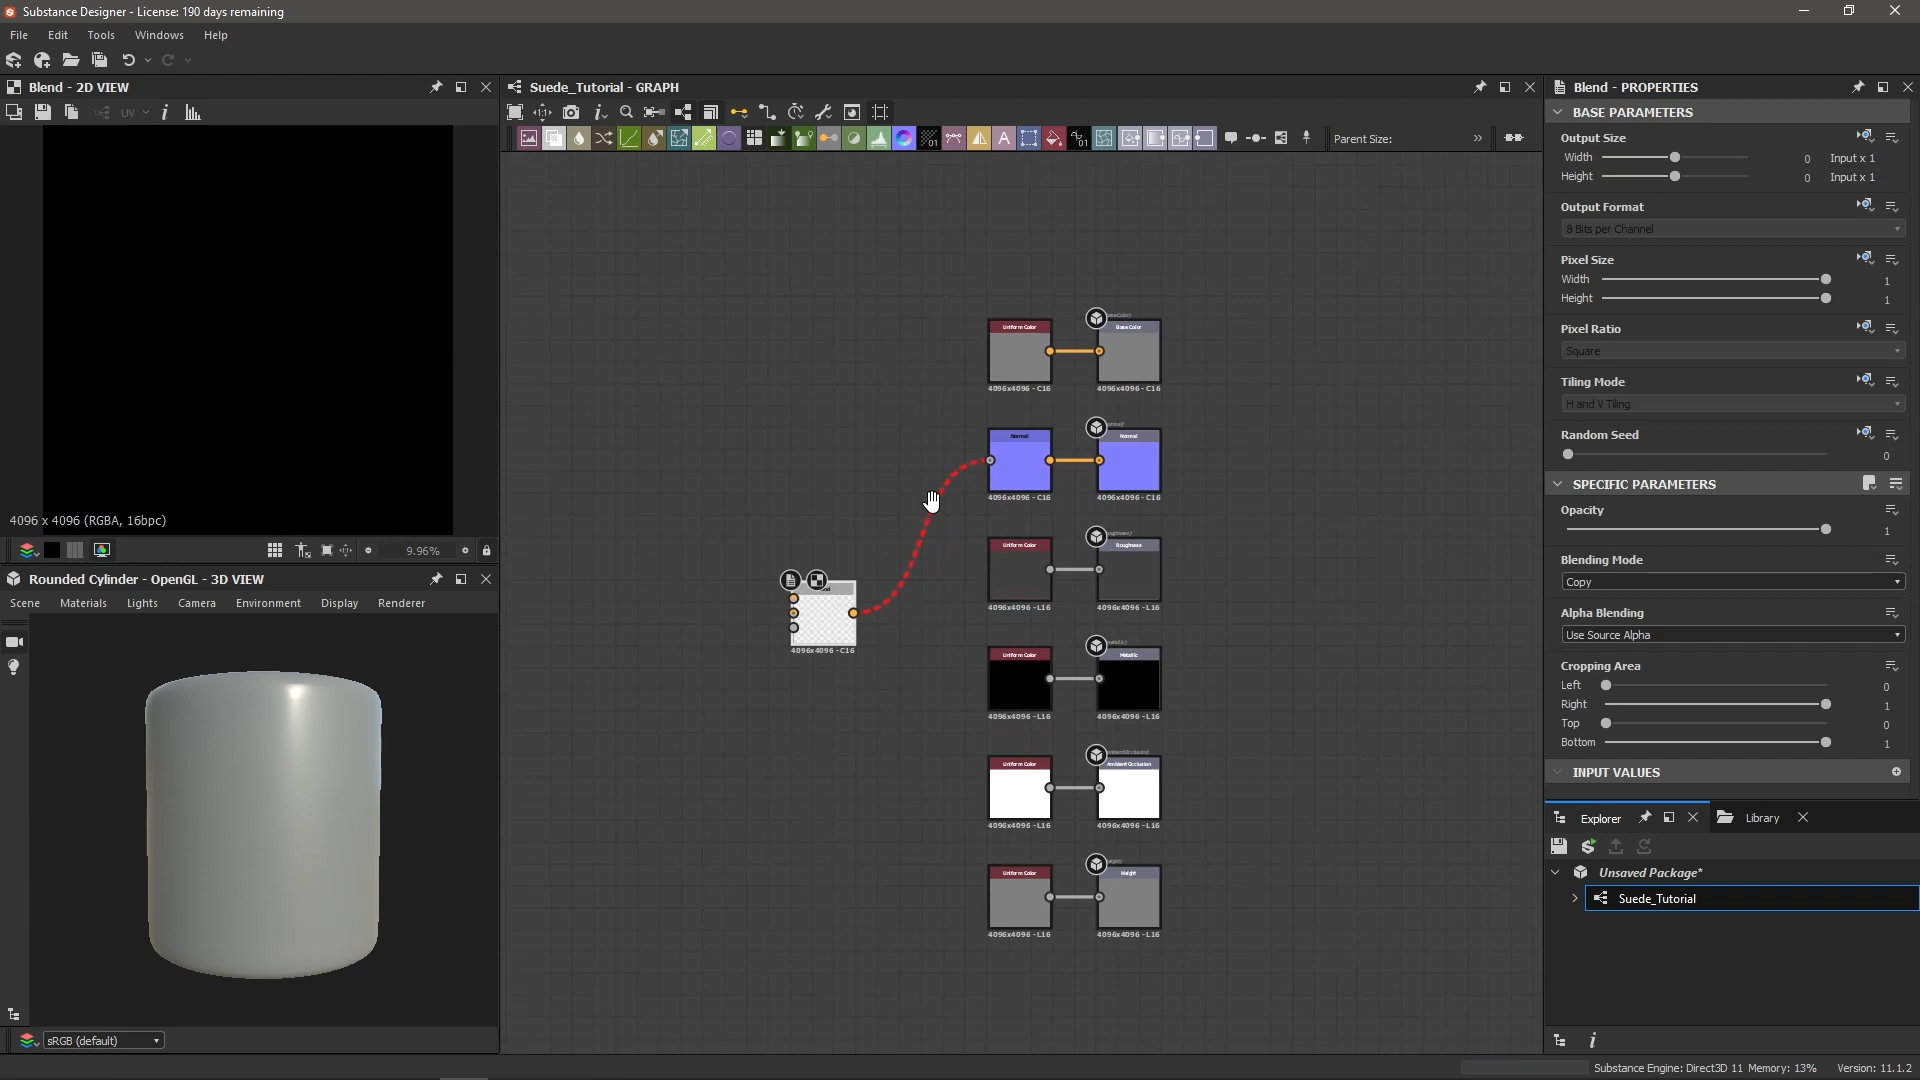 Substance Designer - License: 190 days remaining
File Edit Tools Windows Help
Blend - 2D VIEW
UV
4096 x 4096 (RGBA, 16bpc)
9.96%
Rounded Cylinder - OpenGL - 3D VIEW
Scene Materials Lights Camera Environment Display Renderer
sRGB (default)
Suede_Tutorial - GRAPH
Parent Size:
Uniform Color
Base Color
4096x4096 - C16
4096x4096 - C16
Normal
Normal
4096x4096 - C16
4096x4096 - C16
Uniform Color
Roughness
4096x4096 - L16
4096x4096 - L16
4096x4096 - C16
Uniform Color
Metallic
4096x4096 - L16
4096x4096 - L16
Uniform Color
Ambient Occlusion
4096x4096 - L16
4096x4096 - L16
Uniform Color
Height
4096x4096 - L16
4096x4096 - L16
Blend - PROPERTIES
BASE PARAMETERS
Output Size
Width 0 Input x 1
Height 0 Input x 1
Output Format
8 Bits per Channel
Pixel Size
Width 1
Height 1
Pixel Ratio
Square
Tiling Mode
H and V Tiling
Random Seed
0
SPECIFIC PARAMETERS
Opacity
1
Blending Mode
Copy
Alpha Blending
Use Source Alpha
Cropping Area
Left 0
Right 1
Top 0
Bottom 1
INPUT VALUES
Explorer
Library
Unsaved Package*
Suede_Tutorial
Substance Engine: Direct3D 11 Memory: 13% Version: 11.1.2